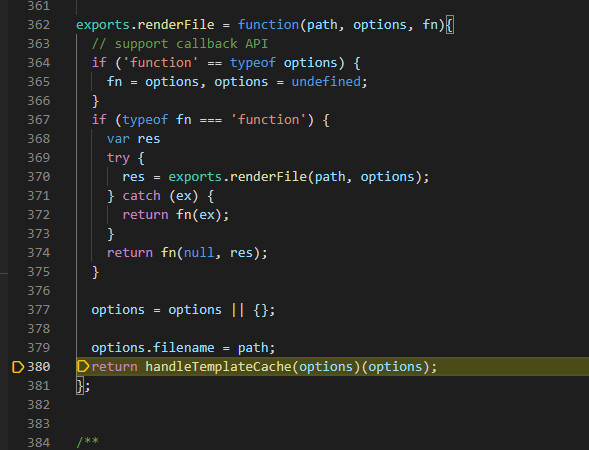 361
362 exports.renderFile = function(path, options, fn){
363   // support callback API
364   if ('function' == typeof options) {
365     fn = options, options = undefined;
366   }
367   if (typeof fn === 'function') {
368     var res
369     try {
370       res = exports.renderFile(path, options);
371     } catch (ex) {
372       return fn(ex);
373     }
374     return fn(null, res);
375   }
376
377   options = options || {};
378
379   options.filename = path;
380   return handleTemplateCache(options)(options);
381 };
382
383
384 /**